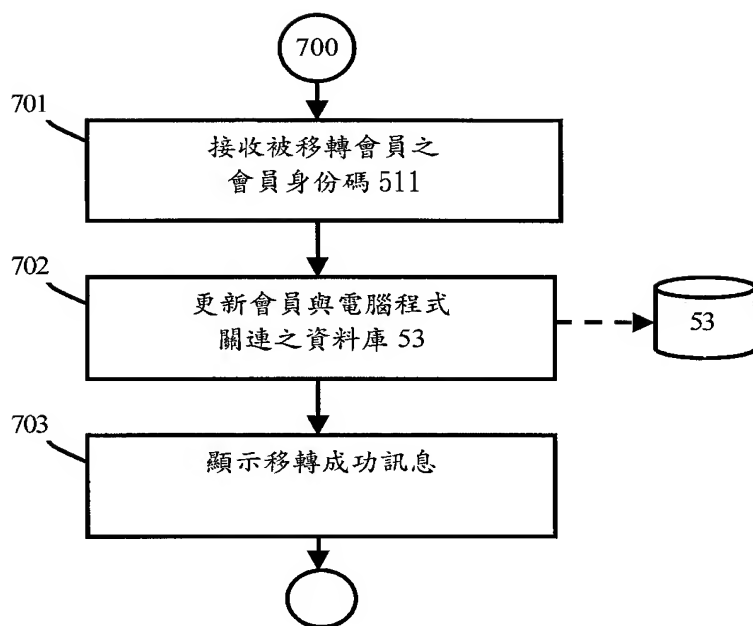 700
701
接收被移轉會員之
會員身份碼 511
702
更新會員與電腦程式
關連之資料庫 53
53
703
顯示移轉成功訊息